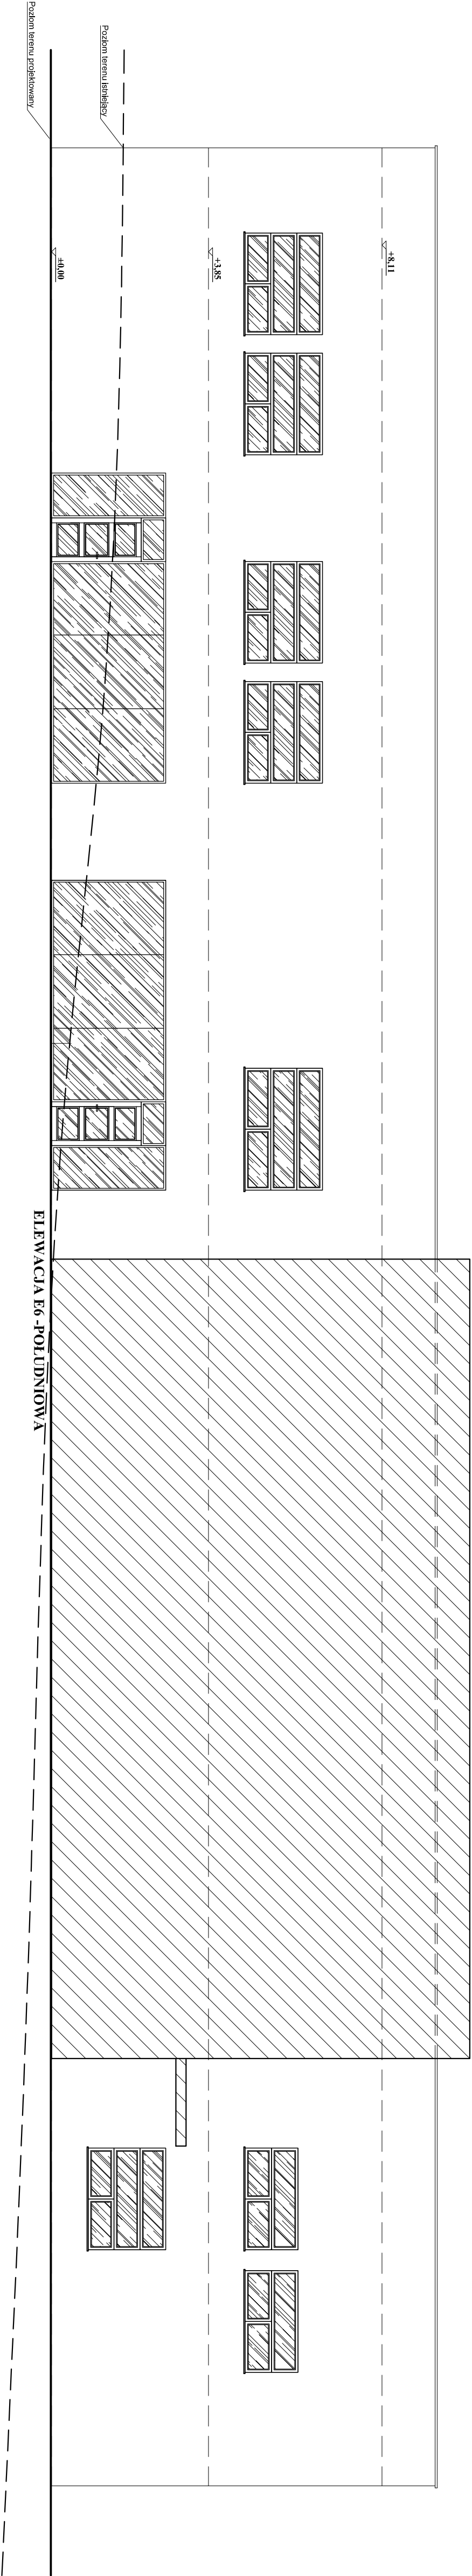 +8,11
+3,85
±0,00
Poziom terenu istniejący
Poziom terenu projektowany
ELEWACJA E6 -POŁUDNIOWA